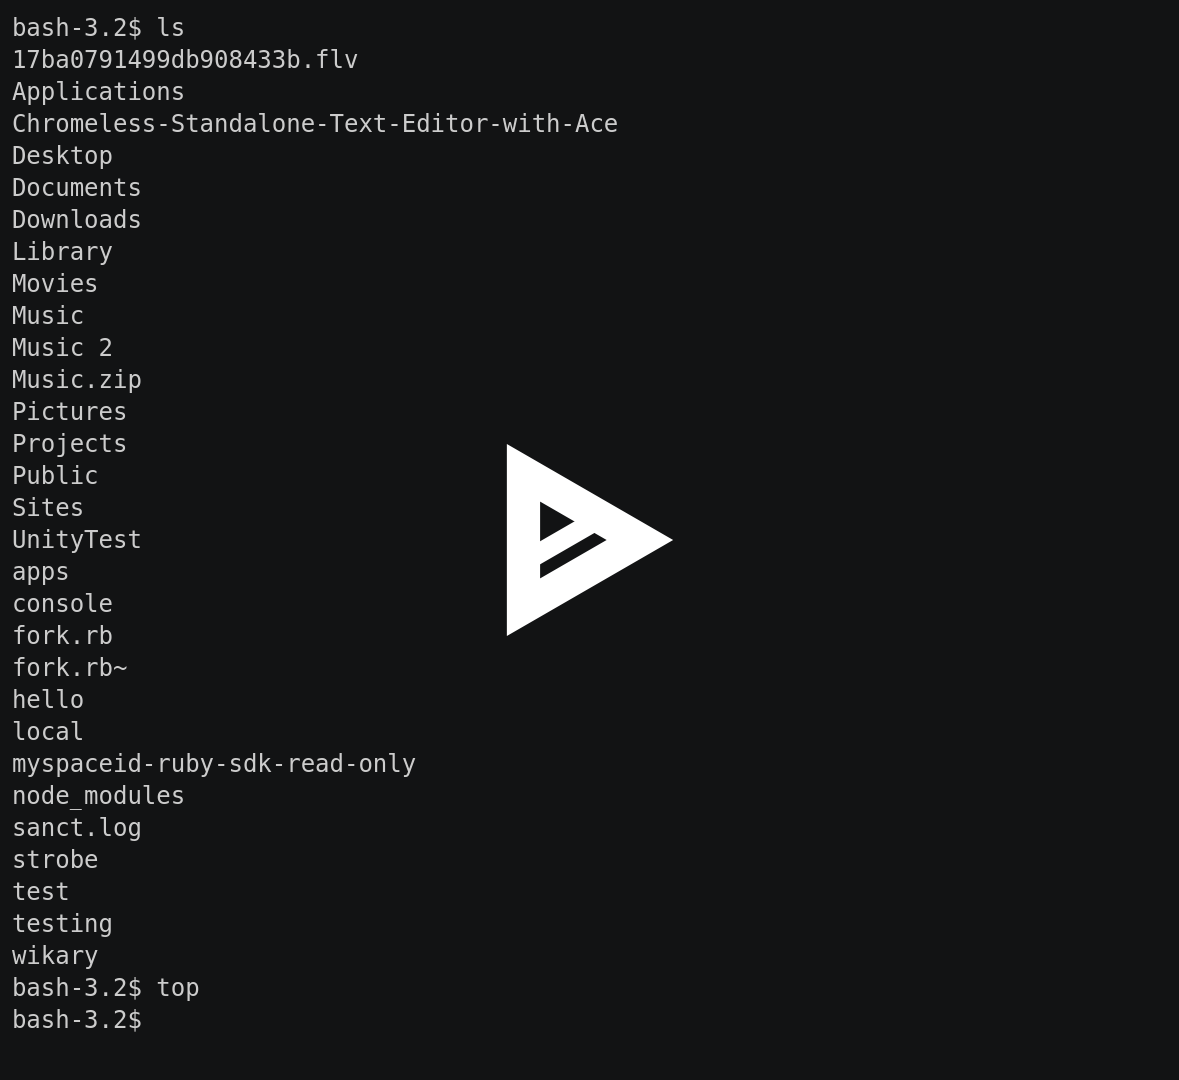 bash-3.2$ ls
17ba0791499db908433b.flv
Applications
Chromeless-Standalone-Text-Editor-with-Ace
Desktop
Documents
Downloads
Library
Movies
Music
Music 2
Music.zip
Pictures
Projects
Public
Sites
UnityTest
apps
console
fork.rb
fork.rb~
hello
local
myspaceid-ruby-sdk-read-only
node_modules
sanct.log
strobe
test
testing
wikary
bash-3.2$ top
bash-3.2$